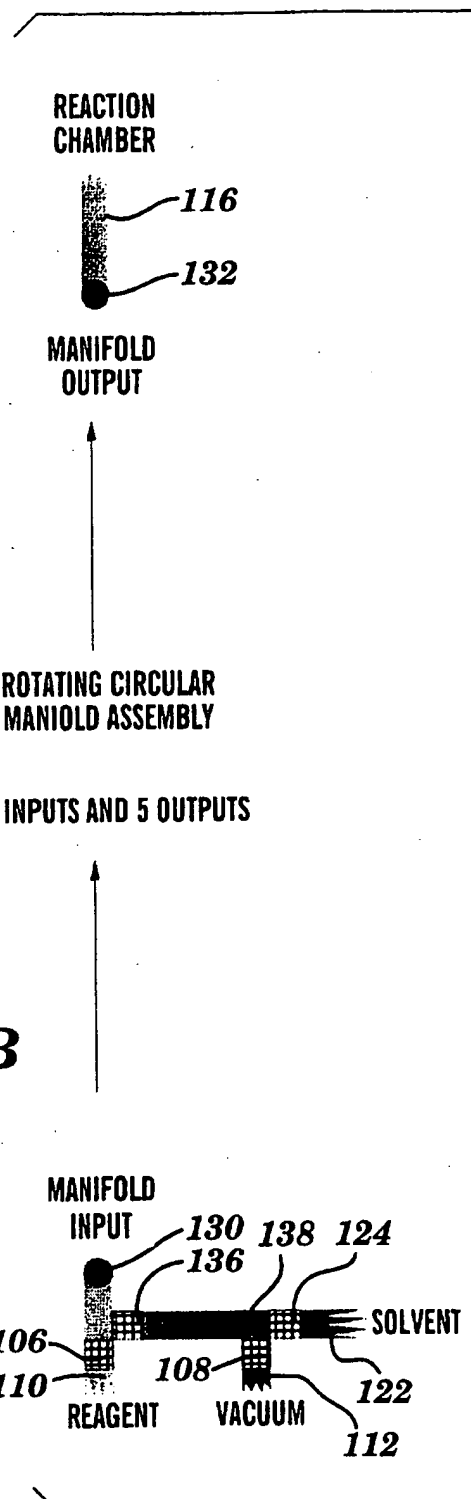 REACTION
CHAMBER
116
132
MANIFOLD
OUTPUT
ROTATING CIRCULAR
MANIOLD ASSEMBLY
INPUTS AND 5 OUTPUTS
MANIFOLD
INPUT
130
136 138 124
SOLVENT
106
108
122
110
REAGENT VACUUM
112